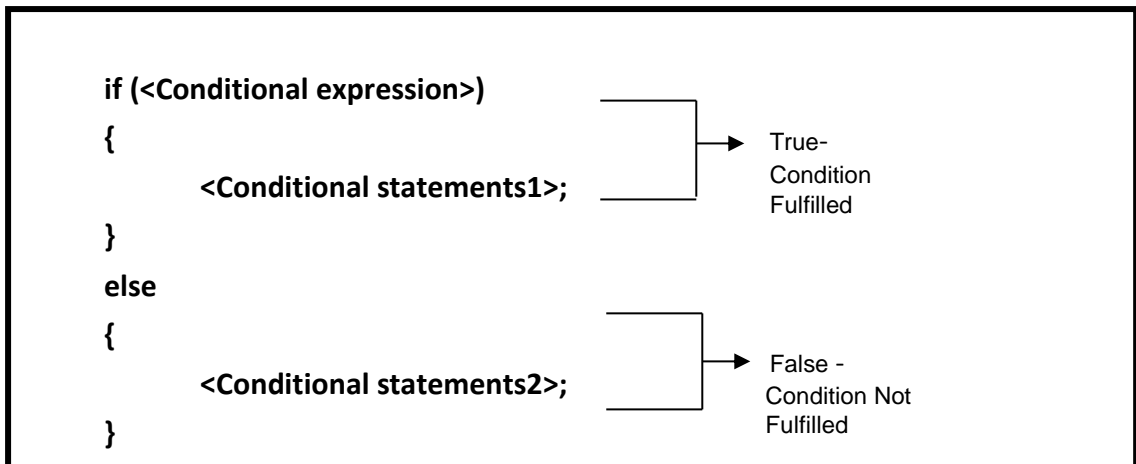 if (<Conditional expression>)
{
<Conditional statements1>;
}
else
{
<Conditional statements2>;
}
True-
Condition
Fulfilled
False -
Condition Not
Fulfilled